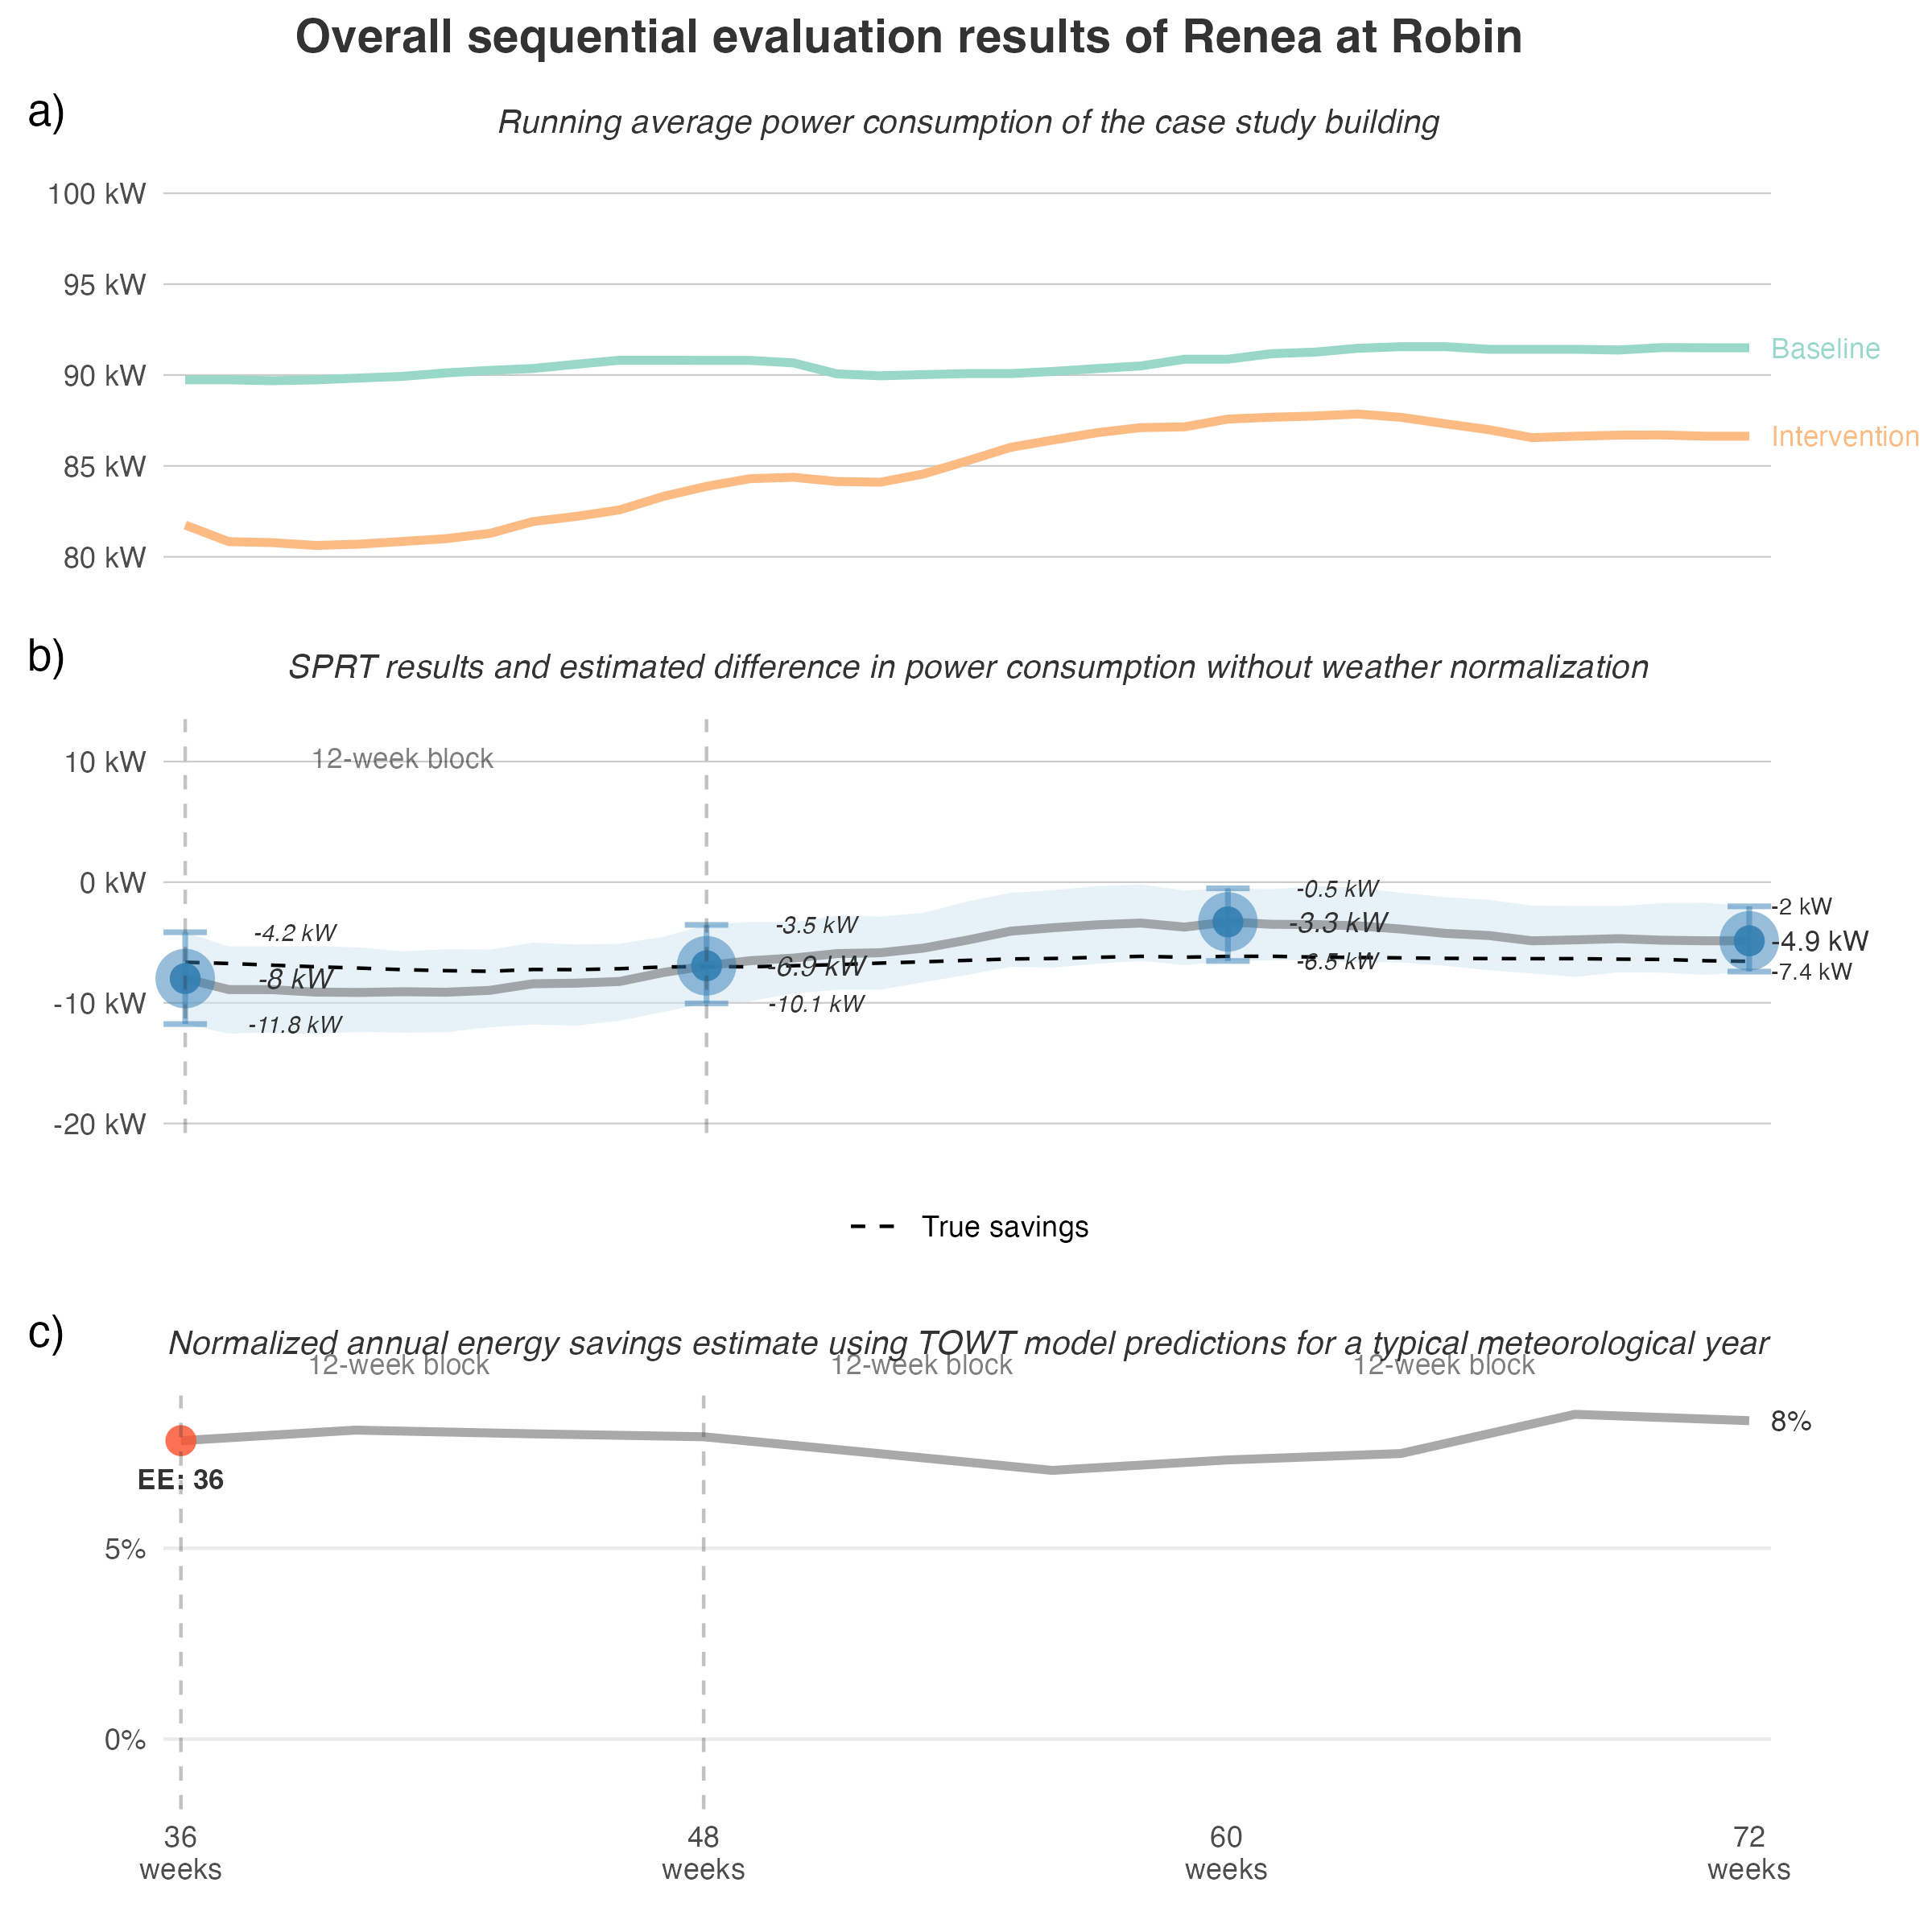 Overall sequential evaluation results of Renea at Robin
a)
Running average power consumption of the case study building
100 kW
95 kW
90 kW
85 kW
80 kW
Baseline
Intervention
b)
SPRT results and estimated difference in power consumption without weather normalization
12-week block
10 kW
0 kW
-10 kW
-20 kW
-4.2 kW
-8 kW
-11.8 kW
-3.5 kW
-6.9 kW
-10.1 kW
-0.5 kW
-3.3 kW
-6.5 kW
-2 kW
-4.9 kW
-7.4 kW
True savings
c)
Normalized annual energy savings estimate using TOWT model predictions for a typical meteorological year
12-week block
12-week block
12-week block
8%
EE: 36
5%
0%
36
weeks
48
weeks
60
weeks
72
weeks